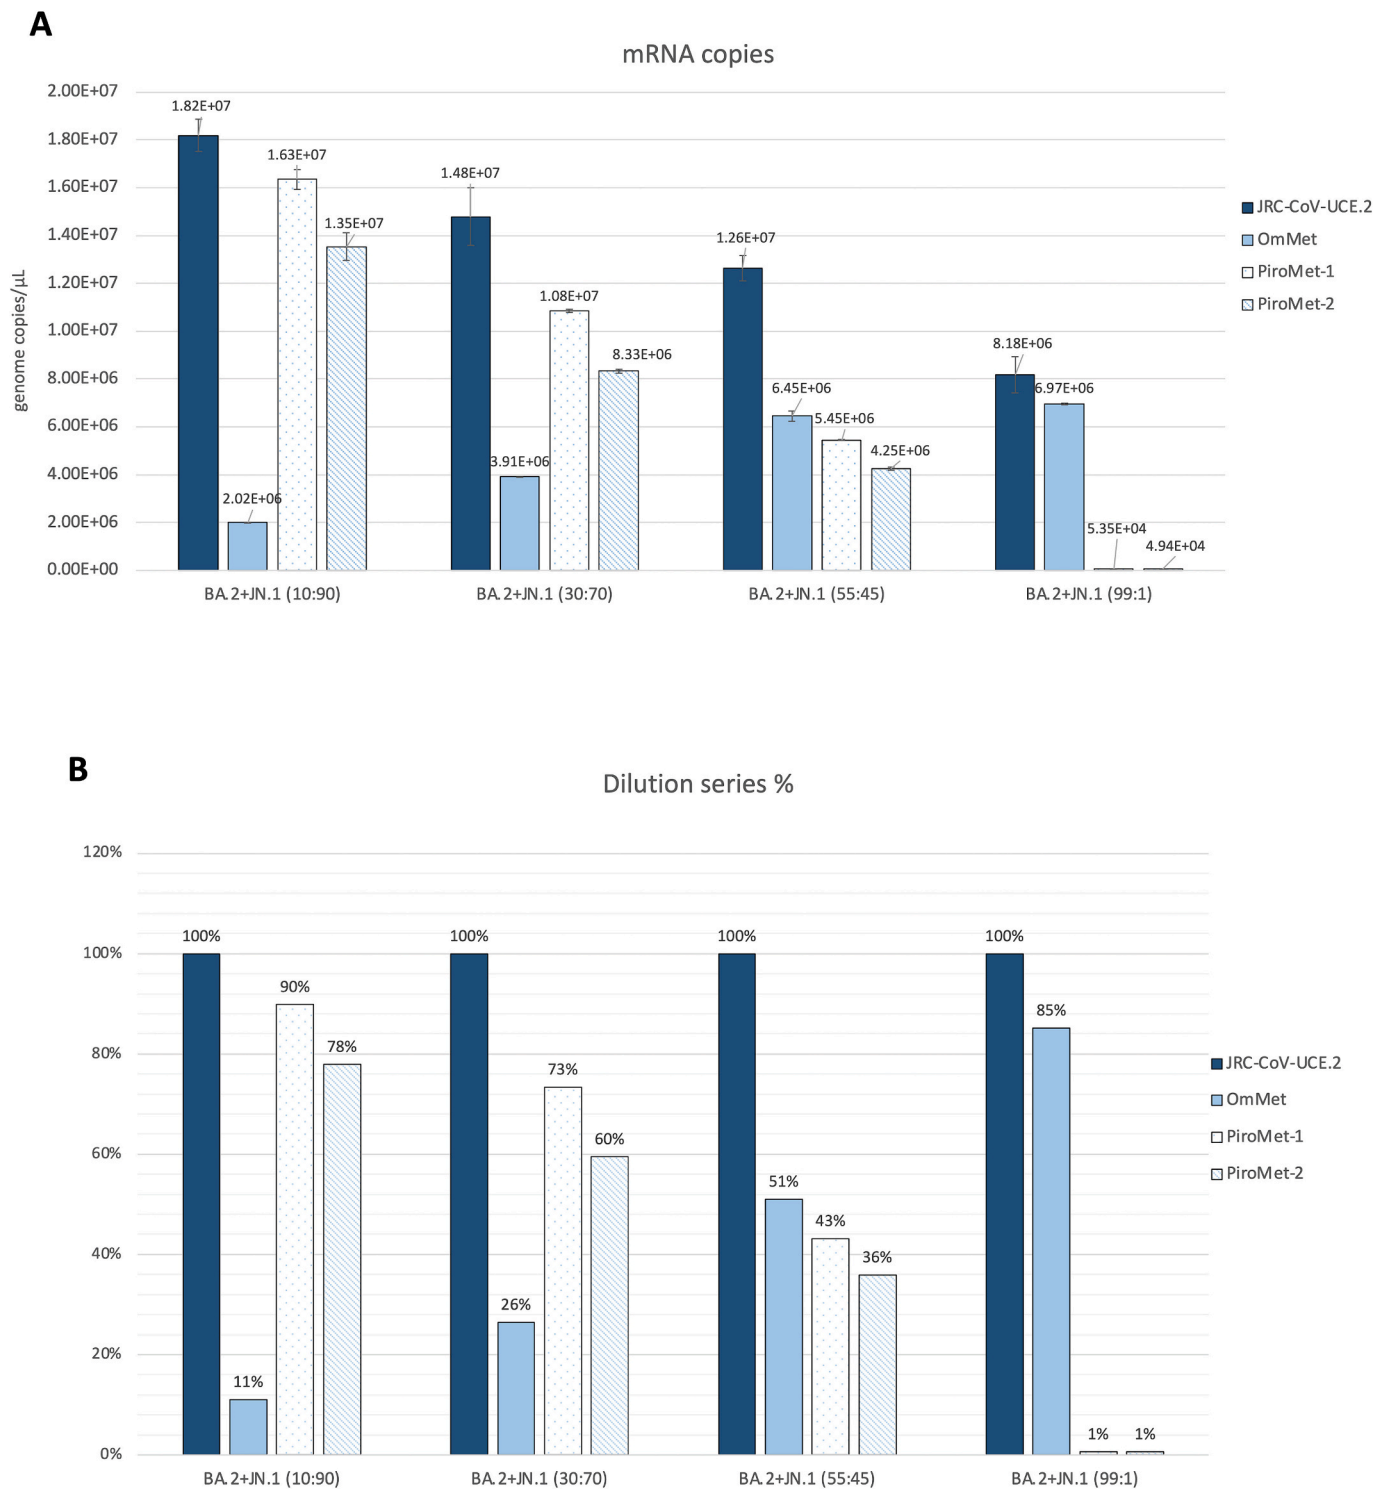 A
mRNA copies
genome copies/µL
2.00E+07
1.80E+07
1.60E+07
1.40E+07
1.20E+07
1.00E+07
8.00E+06
6.00E+06
4.00E+06
2.00E+06
0.00E+00
1.82E+07
2.02E+06
1.63E+07
1.35E+07
1.48E+07
3.91E+06
1.08E+07
8.33E+06
1.26E+07
6.45E+06
5.45E+06
4.25E+06
8.18E+06
6.97E+06
5.35E+04
4.94E+04
BA.2+JN.1 (10:90)
BA.2+JN.1 (30:70)
BA.2+JN.1 (55:45)
BA.2+JN.1 (99:1)
JRC-CoV-UCE.2
OmMet
PiroMet-1
PiroMet-2
B
Dilution series %
120%
100%
80%
60%
40%
20%
0%
100%
11%
90%
78%
100%
26%
73%
60%
100%
51%
43%
36%
100%
85%
1%
1%
BA.2+JN.1 (10:90)
BA.2+JN.1 (30:70)
BA.2+JN.1 (55:45)
BA.2+JN.1 (99:1)
JRC-CoV-UCE.2
OmMet
PiroMet-1
PiroMet-2